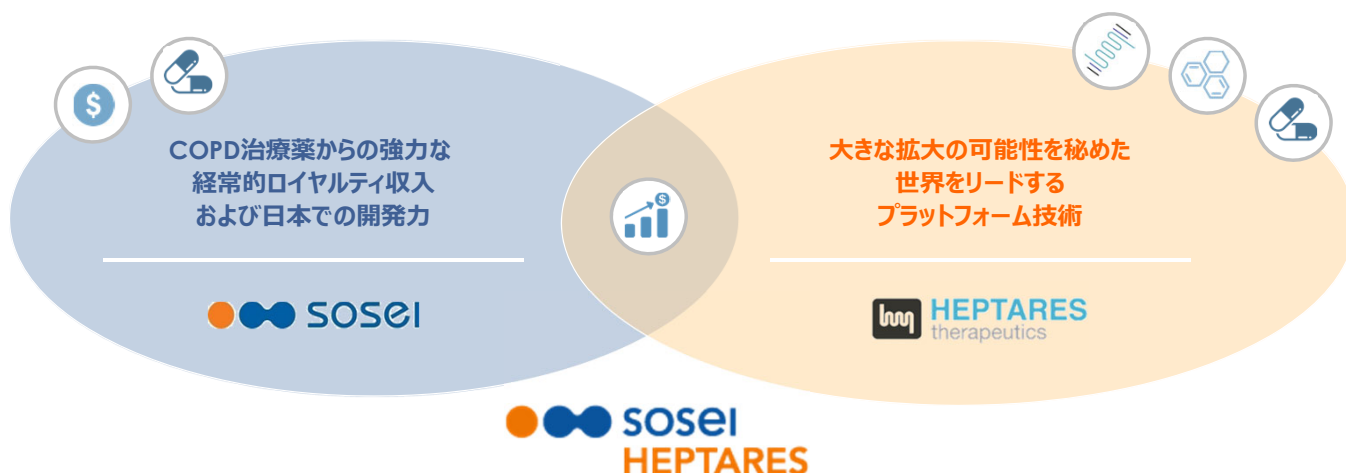 COPD治療薬からの強力な
経常的ロイヤルティ収入
および日本での開発力
sosei
大きな拡大の可能性を秘めた
世界をリードする
プラットフォーム技術
HEPTARES
therapeutics
sosei
HEPTARES